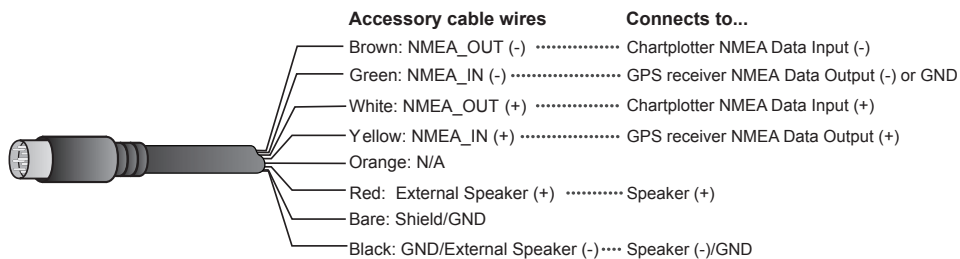 Accessory cable wires Connects to...
Brown: NMEA_OUT (-) Chartplotter NMEA Data Input (-)
Green: NMEA_IN (-) GPS receiver NMEA Data Output (-) or GND
White: NMEA_OUT (+) Chartplotter NMEA Data Input (+)
Yellow: NMEA_IN (+) GPS receiver NMEA Data Output (+)
Orange: N/A
Red: External Speaker (+) Speaker (+)
Bare: Shield/GND
Black: GND/External Speaker (-) Speaker (-)/GND